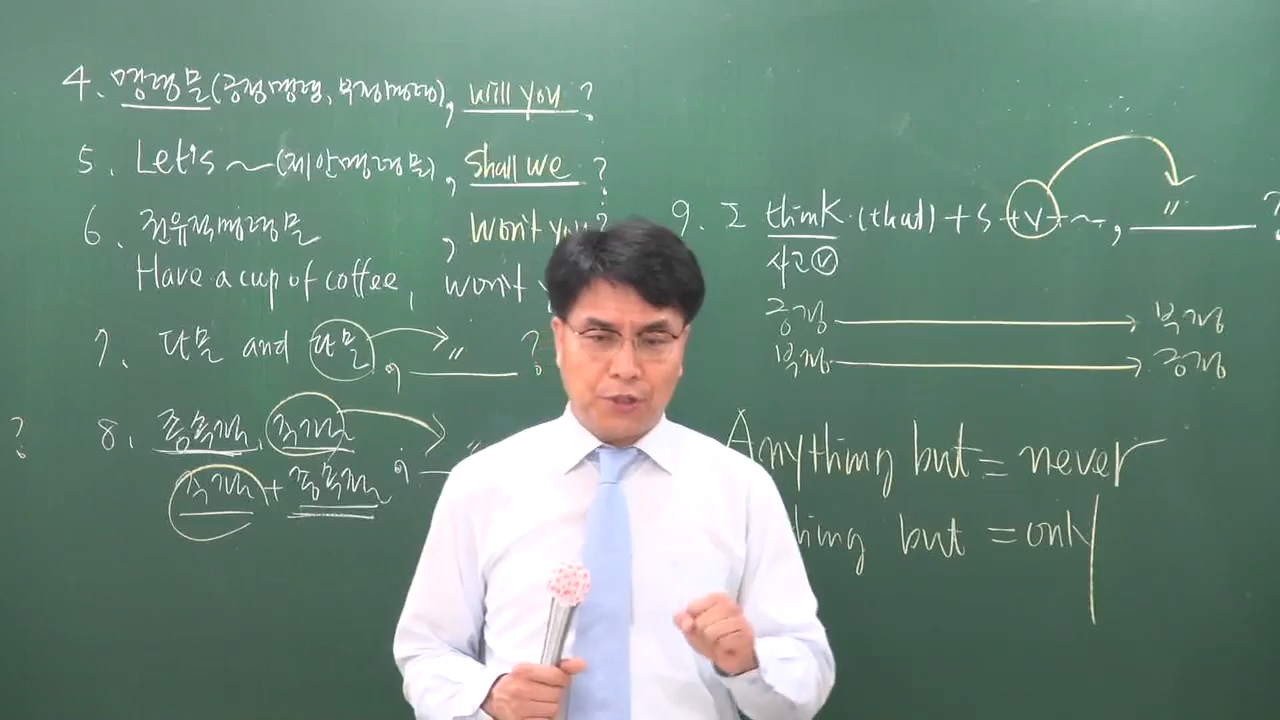 4. 명령문(긍정명령, 부정명령), will you?
5. Let's ~(제안명령문), shall we?
6. 권유적명령문, won't you?
Have a cup of coffee, won't
7. 단문 and 단문, 〃 ?
?
8. 종속절, 주절, 〃
주절 + 종속절
9. I think (that) + S + V + ~, 〃 ?
사고 ⓥ
긍정 → 부정
부정 → 긍정
Anything but = never
thing but = only